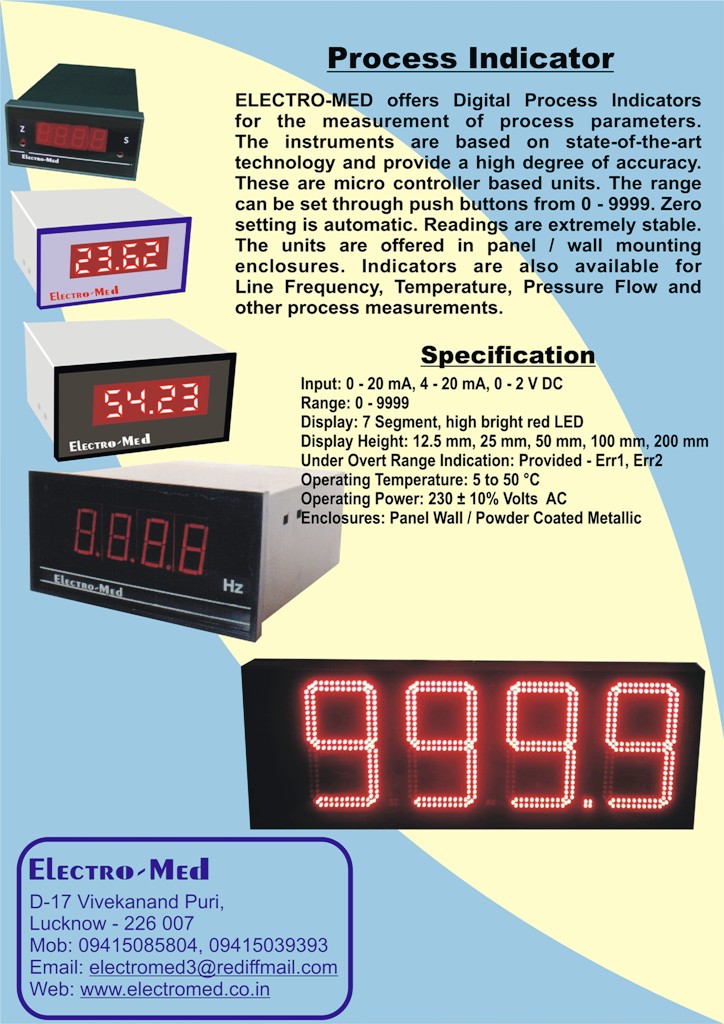 Process Indicator
ELECTRO-MED offers Digital Process Indicators
for the measurement of process parameters.
The instruments are based on state-of-the-art
technology and provide a high degree of accuracy.
These are micro controller based units. The range
can be set through push buttons from 0 - 9999. Zero
setting is automatic. Readings are extremely stable.
The units are offered in panel / wall mounting
enclosures. Indicators are also available for
Line Frequency, Temperature, Pressure Flow and
other process measurements.
Z S
8.8.8.8
Electro-Med
23.62
Electro-Med
54.23
Electro-Med
8.8.8.8
Hz
Electro-Med
Specification
Input: 0 - 20 mA, 4 - 20 mA, 0 - 2 V DC
Range: 0 - 9999
Display: 7 Segment, high bright red LED
Display Height: 12.5 mm, 25 mm, 50 mm, 100 mm, 200 mm
Under Overt Range Indication: Provided - Err1, Err2
Operating Temperature: 5 to 50 °C
Operating Power: 230 ± 10% Volts AC
Enclosures: Panel Wall / Powder Coated Metallic
999.9
Electro-Med
D-17 Vivekanand Puri,
Lucknow - 226 007
Mob: 09415085804, 09415039393
Email: electromed3@rediffmail.com
Web: www.electromed.co.in